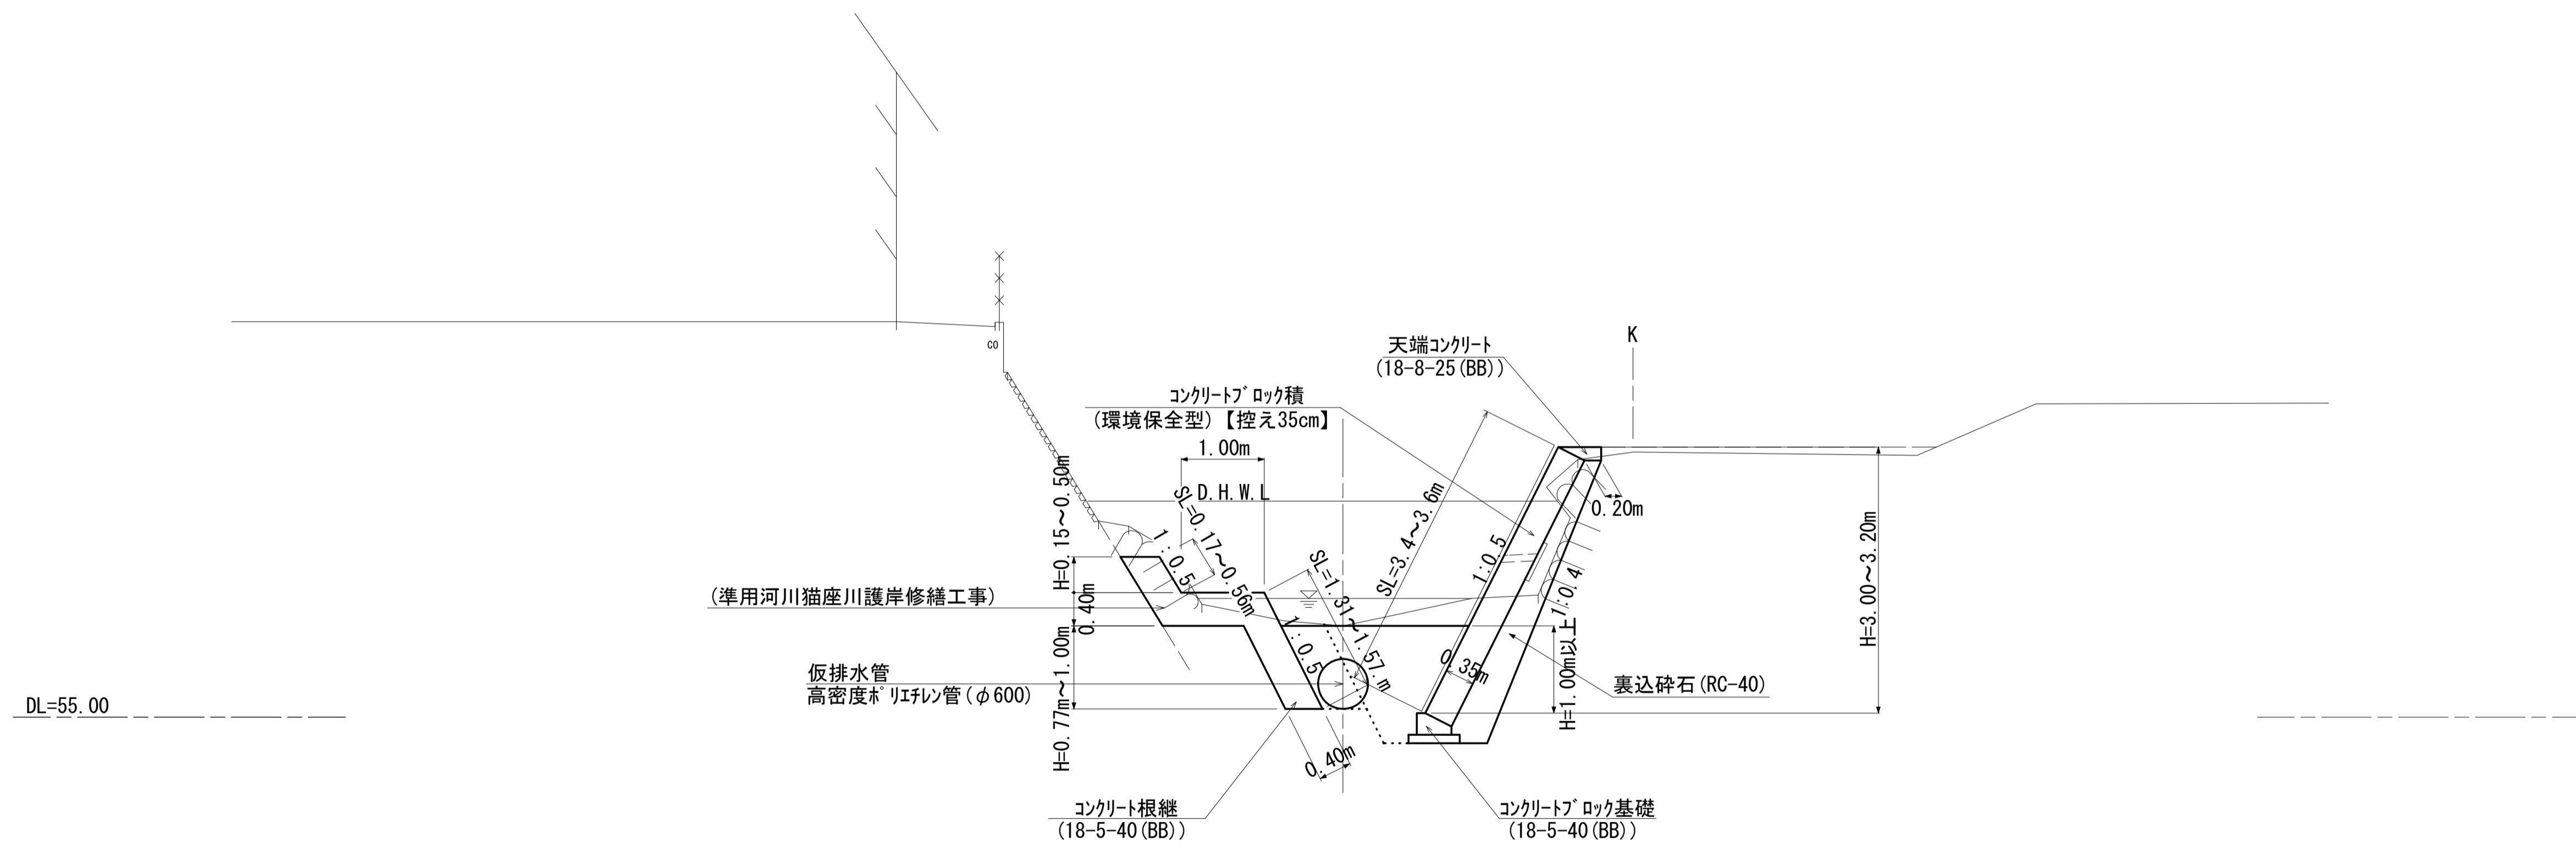 K
天端ｺﾝｸﾘｰﾄ
(18-8-25(BB))
CO
ｺﾝｸﾘｰﾄﾌﾞﾛｯｸ積
(環境保全型)【控え35cm】
1.00m
D.H.W.L
0.20m
H=0.15～0.50m
1:0.5
SL=0.17～0.56m
SL=3.4～3.6m
1:0.5
H=3.00～3.20m
(準用河川猫座川護岸修繕工事)
0.40m
SL=1.31～1.57.m
1:0.5
1:0.4
H=1.00m以上
0.35m
H=0.77m～1.00m
仮排水管
高密度ﾎﾟﾘｴﾁﾚﾝ管(φ600)
裏込砕石(RC-40)
DL=55.00
0.40m
ｺﾝｸﾘｰﾄ根継
(18-5-40(BB))
ｺﾝｸﾘｰﾄﾌﾞﾛｯｸ基礎
(18-5-40(BB))